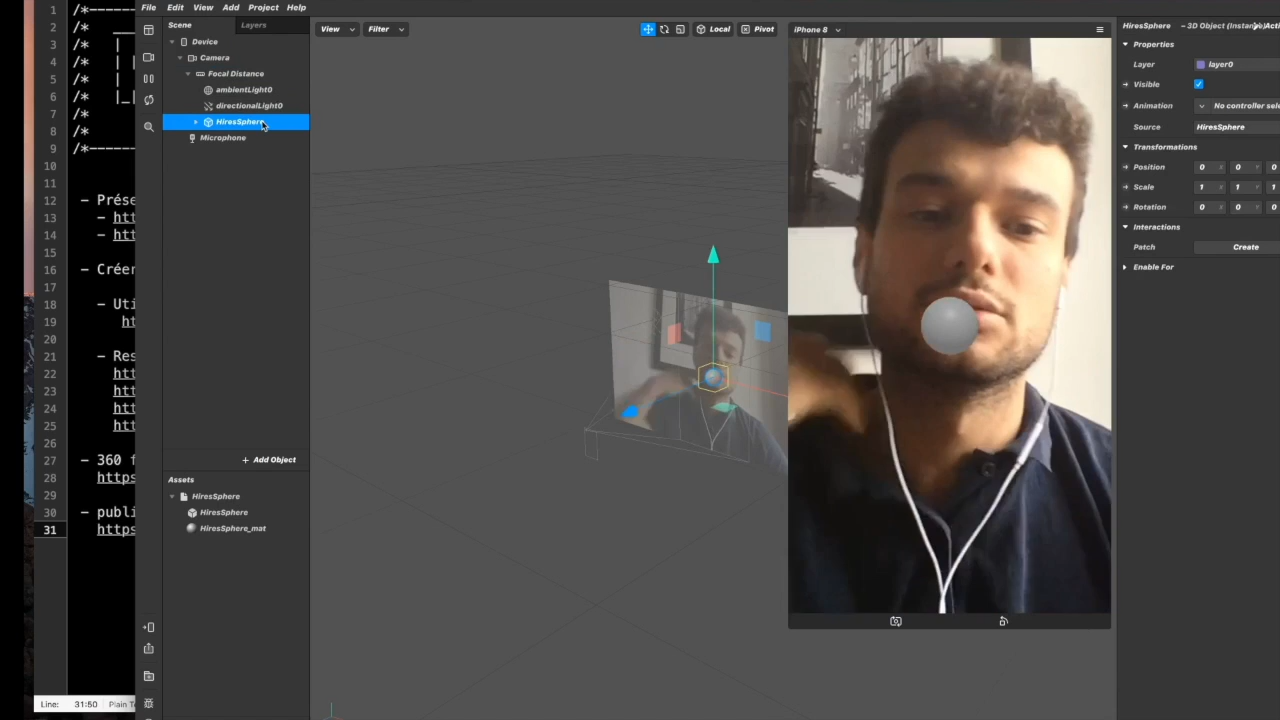 File Edit View Add Project Help
1 /*-----
2
3 |
4 | |
5 |
6 |_|
7 /*
8 /*
9 /*-----
10
11
12 - Prése
13 - htt
14 - htt
15
16 - Créer
17
18 - Uti
19 ht
20
21 - Res
22 htt
23 htt
24 htt
25 htt
26
27 - 360 f
28 https
29
30 - publi
31 https
Line: 31:50 Plain T
Scene Layers
Device
Camera
Focal Distance
ambientLight0
directionalLight0
HiresSphere
Microphone
+ Add Object
Assets
HiresSphere
HiresSphere
HiresSphere_mat
View Filter Local Pivot
iPhone 8
HiresSphere – 3D Object (Instan Acti
Properties
Layer layer0
Visible
Animation No controller sele
Source HiresSphere
Transformations
Position 0 X 0 Y 0
Scale 1 X 1 Y 1
Rotation 0 X 0 Y 0
Interactions
Patch Create
Enable For